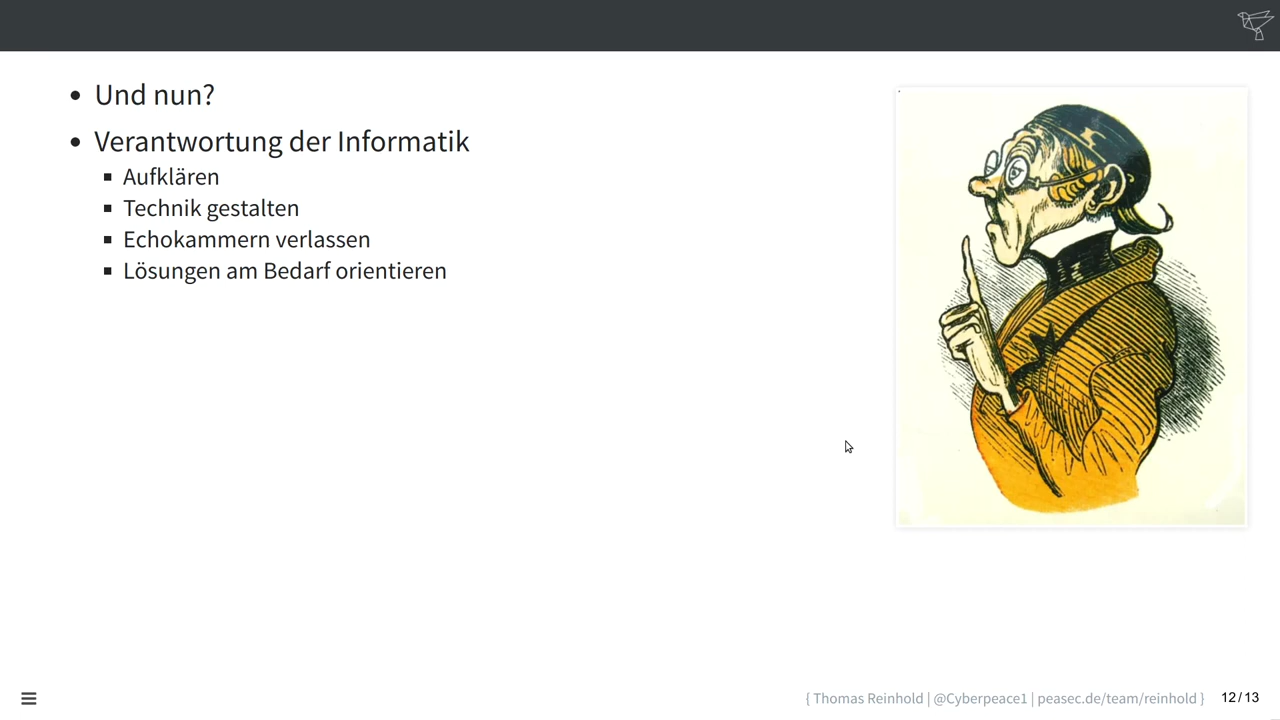 Und nun?
Verantwortung der Informatik
Aufklären
Technik gestalten
Echokammern verlassen
Lösungen am Bedarf orientieren
{ Thomas Reinhold | @Cyberpeace1 | peasec.de/team/reinhold }
12 / 13